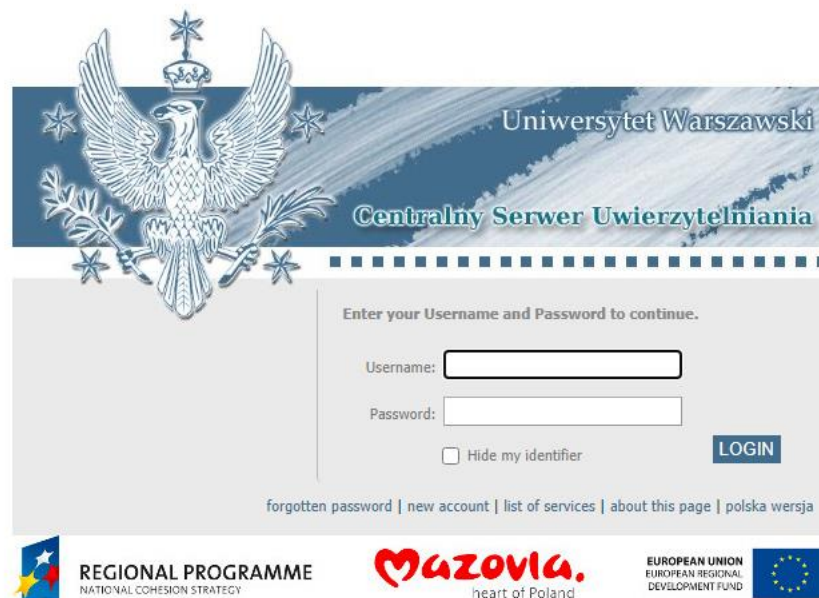 Uniwersytet Warszawski
Centralny Serwer Uwierzytelniania
Enter your Username and Password to continue.
Username:
Password:
Hide my identifier
LOGIN
forgotten password | new account | list of services | about this page | polska wersja
REGIONAL PROGRAMME
NATIONAL COHESION STRATEGY
Mazovia.
heart of Poland
EUROPEAN UNION
EUROPEAN REGIONAL
DEVELOPMENT FUND